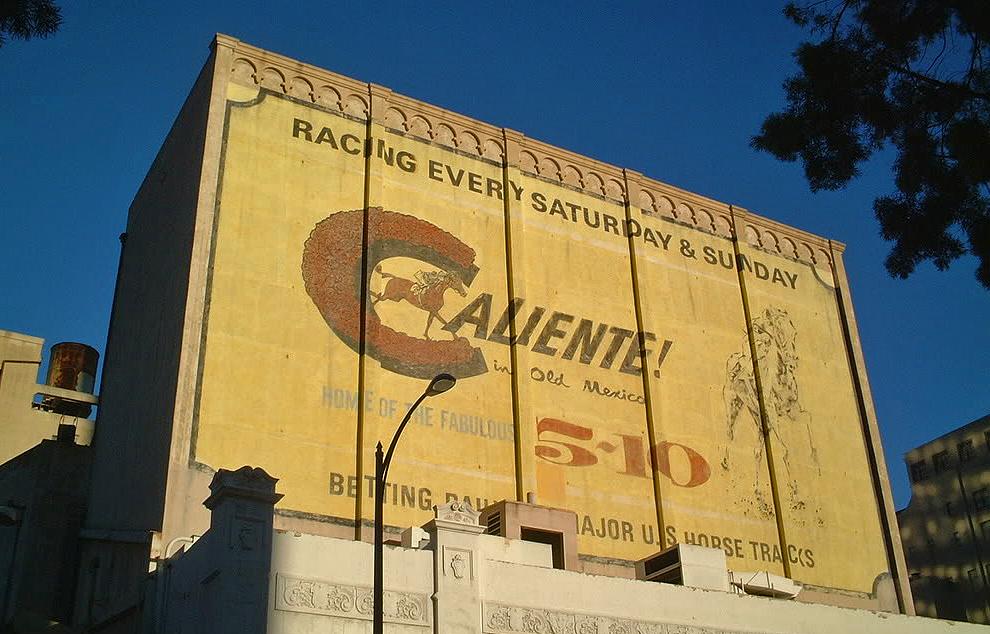 RACING EVERY SATURDAY & SUNDAY
CALIENTE!
in Old Mexico
HOME OF THE FABULOUS
5-10
BETTING MAJOR U.S HORSE TRACKS